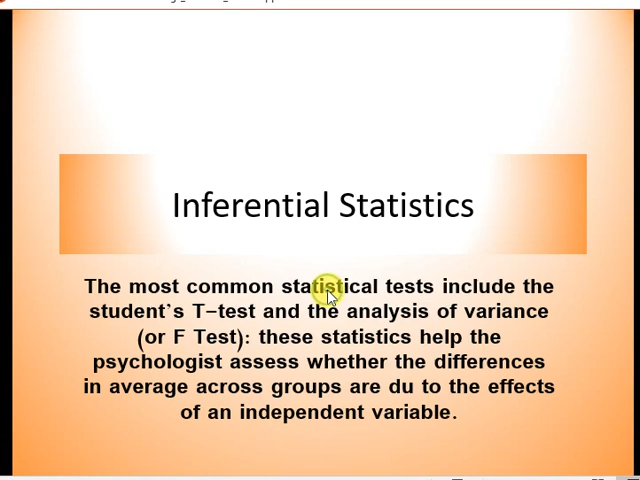 Inferential Statistics
The most common statistical tests include the
student's T-test and the analysis of variance
(or F Test): these statistics help the
psychologist assess whether the differences
in average across groups are du to the effects
of an independent variable.